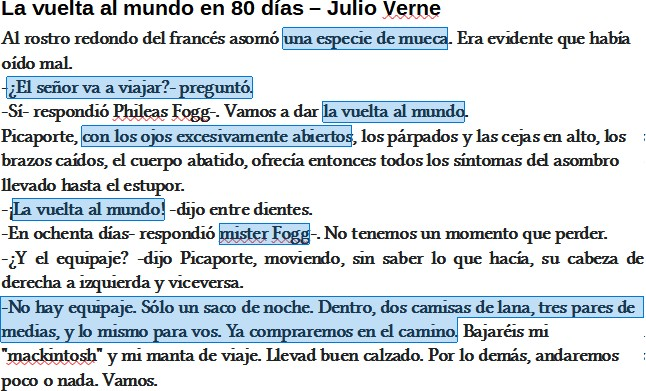 La vuelta al mundo en 80 días – Julio Verne
Al rostro redondo del francés asomó una especie de mueca. Era evidente que había
oído mal.
-¿El señor va a viajar?- preguntó.
-Sí- respondió Phileas Fogg-. Vamos a dar la vuelta al mundo.
Picaporte, con los ojos excesivamente abiertos, los párpados y las cejas en alto, los
brazos caídos, el cuerpo abatido, ofrecía entonces todos los síntomas del asombro
llevado hasta el estupor.
-¡La vuelta al mundo! -dijo entre dientes.
-En ochenta días- respondió mister Fogg-. No tenemos un momento que perder.
-¿Y el equipaje? -dijo Picaporte, moviendo, sin saber lo que hacía, su cabeza de
derecha a izquierda y viceversa.
-No hay equipaje. Sólo un saco de noche. Dentro, dos camisas de lana, tres pares de
medias, y lo mismo para vos. Ya compraremos en el camino. Bajaréis mi
"mackintosh" y mi manta de viaje. Llevad buen calzado. Por lo demás, andaremos
poco o nada. Vamos.